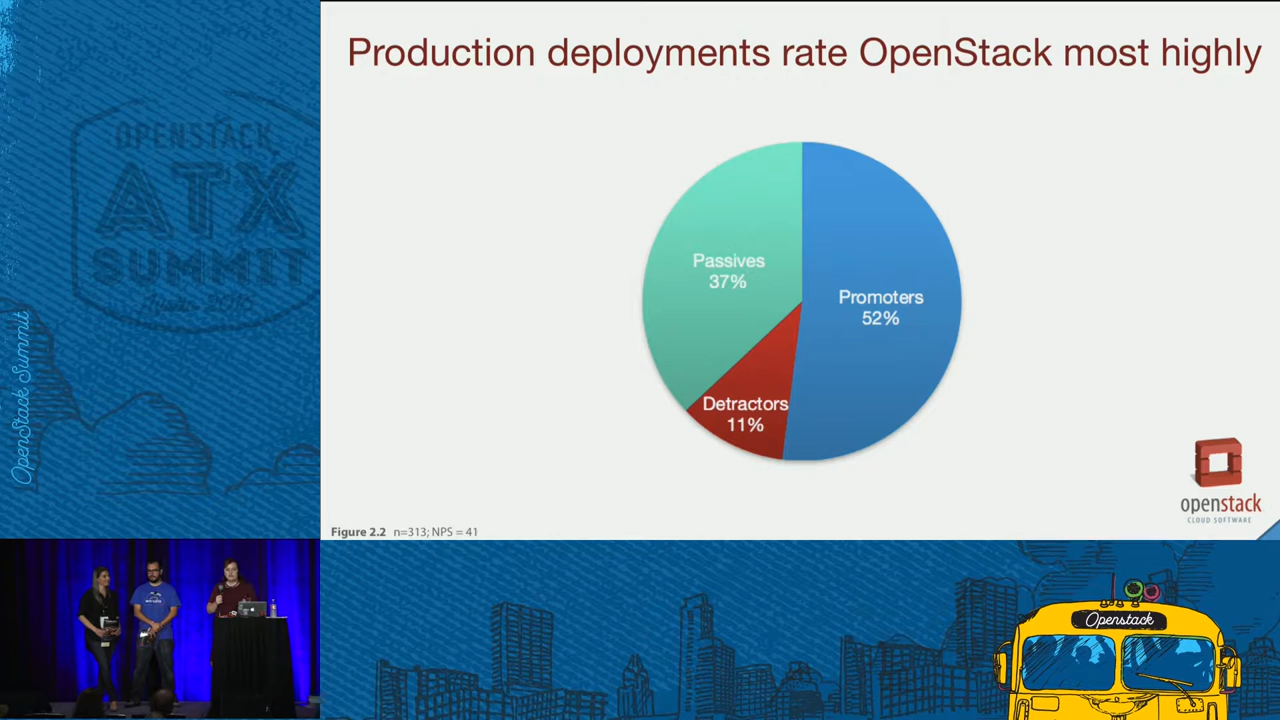 Production deployments rate OpenStack most highly
OPENSTACK
ATX
SUMMIT
OpenStack Summit
Passives
37%
Promoters
52%
Detractors
11%
openstack
CLOUD SOFTWARE
Figure 2.2 n=313; NPS = 41
Openstack